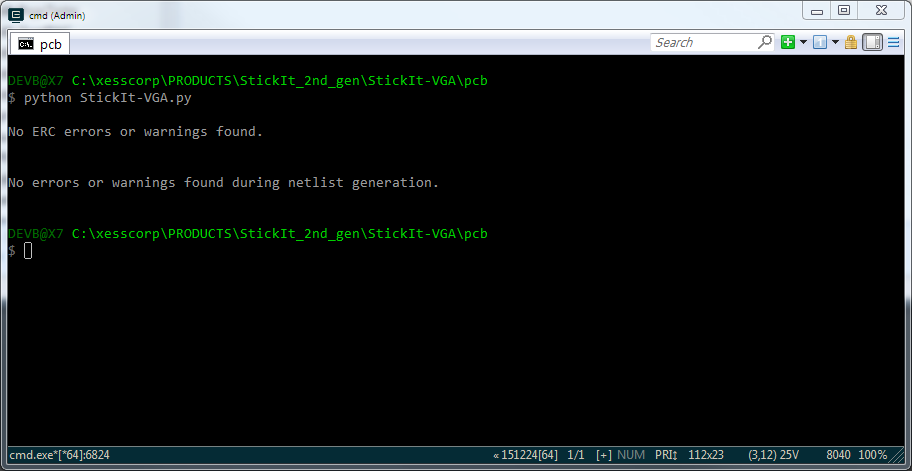 cmd (Admin)
pcb
Search
DEVB@X7 C:\xesscorp\PRODUCTS\StickIt_2nd_gen\StickIt-VGA\pcb
$ python StickIt-VGA.py
No ERC errors or warnings found.
No errors or warnings found during netlist generation.
DEVB@X7 C:\xesscorp\PRODUCTS\StickIt_2nd_gen\StickIt-VGA\pcb
$
cmd.exe*[*64]:6824 « 151224[64] 1/1 [+] NUM PRI↕ 112x23 (3,12) 25V 8040 100%